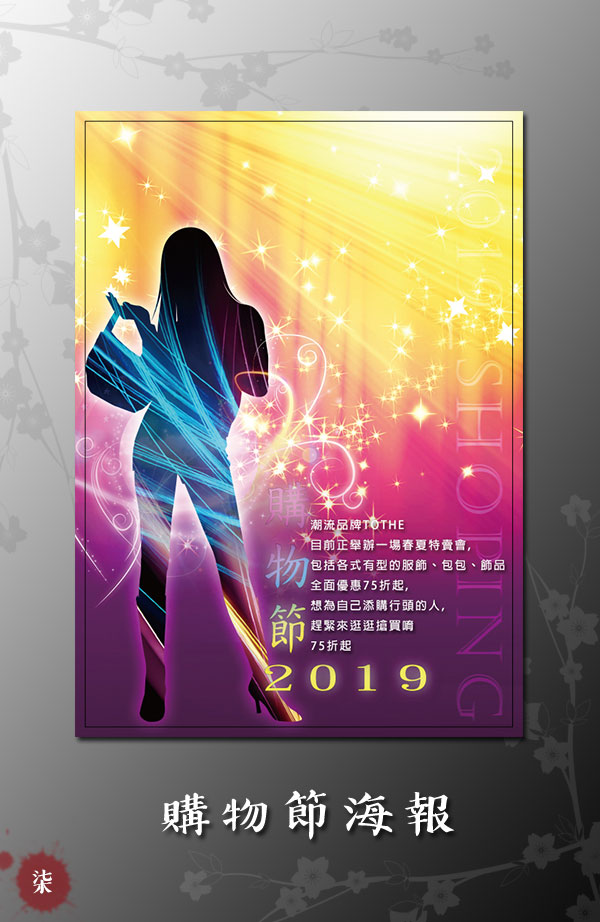 2019_SHOPING
購物節
潮流品牌TOTHE
目前正舉辦一場春夏特賣會,
包括各式有型的服飾、包包、飾品
全面優惠75折起,
想為自己添購行頭的人,
趕緊來逛逛搶買唷
75折起
2019
購物節海報
柒